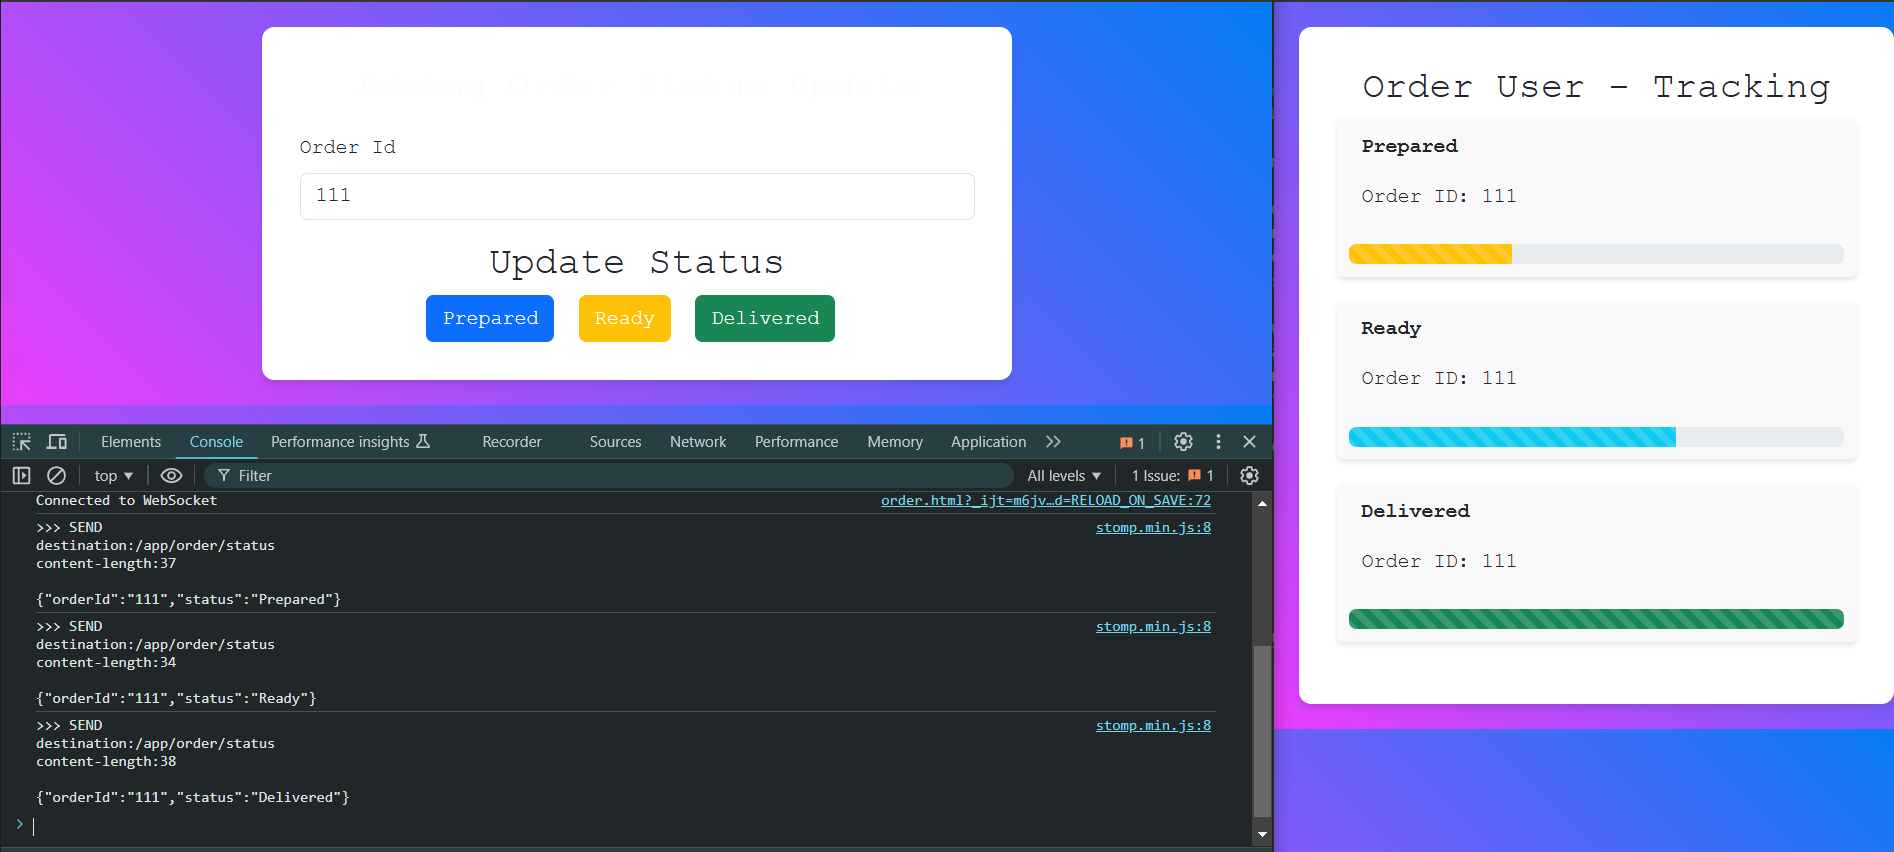 Order Id
111
Update Status
Prepared
Ready
Delivered
Order User - Tracking
Prepared
Order ID: 111
Ready
Order ID: 111
Delivered
Order ID: 111
Elements Console Performance insights Recorder Sources Network Performance Memory Application 1
top Filter All levels 1 Issue: 1
Connected to WebSocket order.html?_ijt=m6jv…d=RELOAD_ON_SAVE:72
>>> SEND stomp.min.js:8
destination:/app/order/status
content-length:37
{"orderId":"111","status":"Prepared"}
>>> SEND stomp.min.js:8
destination:/app/order/status
content-length:34
{"orderId":"111","status":"Ready"}
>>> SEND stomp.min.js:8
destination:/app/order/status
content-length:38
{"orderId":"111","status":"Delivered"}